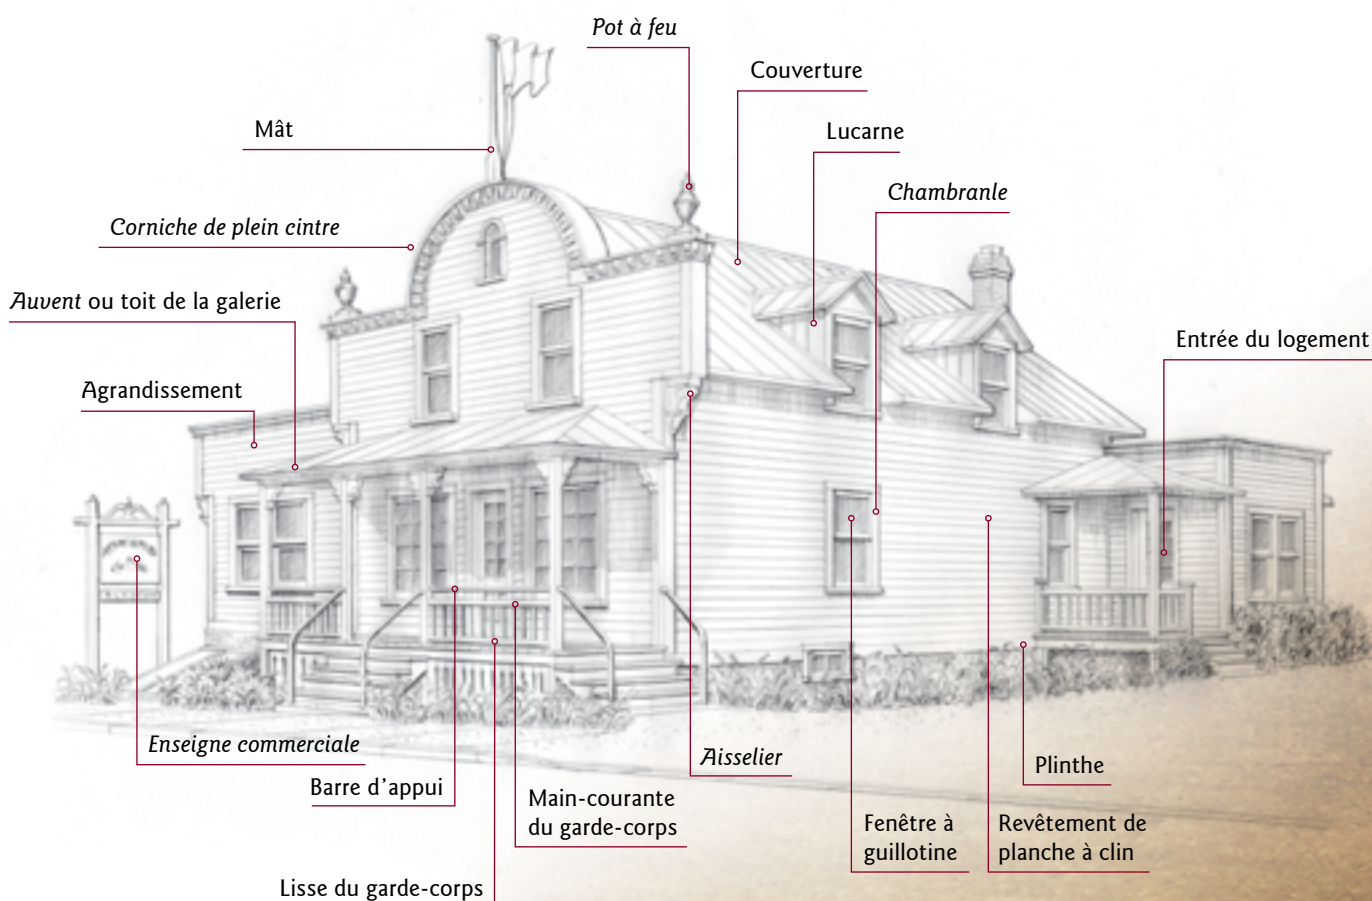 Pot à feu
Couverture
Mât
Lucarne
Chambranle
Corniche de plein cintre
Auvent ou toit de la galerie
Entrée du logement
Agrandissement
Enseigne commerciale
Aisselier
Plinthe
Barre d'appui
Main-courante
du garde-corps
Fenêtre à
guillotine
Revêtement de
planche à clin
Lisse du garde-corps